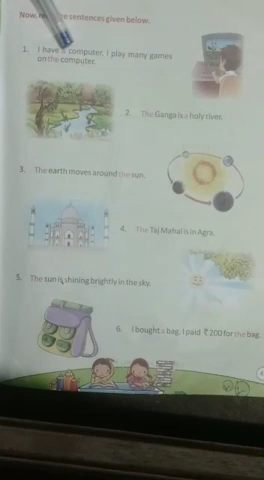 Now, sentences given below.
1. I have a computer. I play many games
on the computer.
2. The Ganga is a holy river.
3. The earth moves around the sun.
4. The Taj Mahal is in Agra.
5. The sun is shining brightly in the sky.
6. I bought a bag. I paid ₹ 200 for the bag.